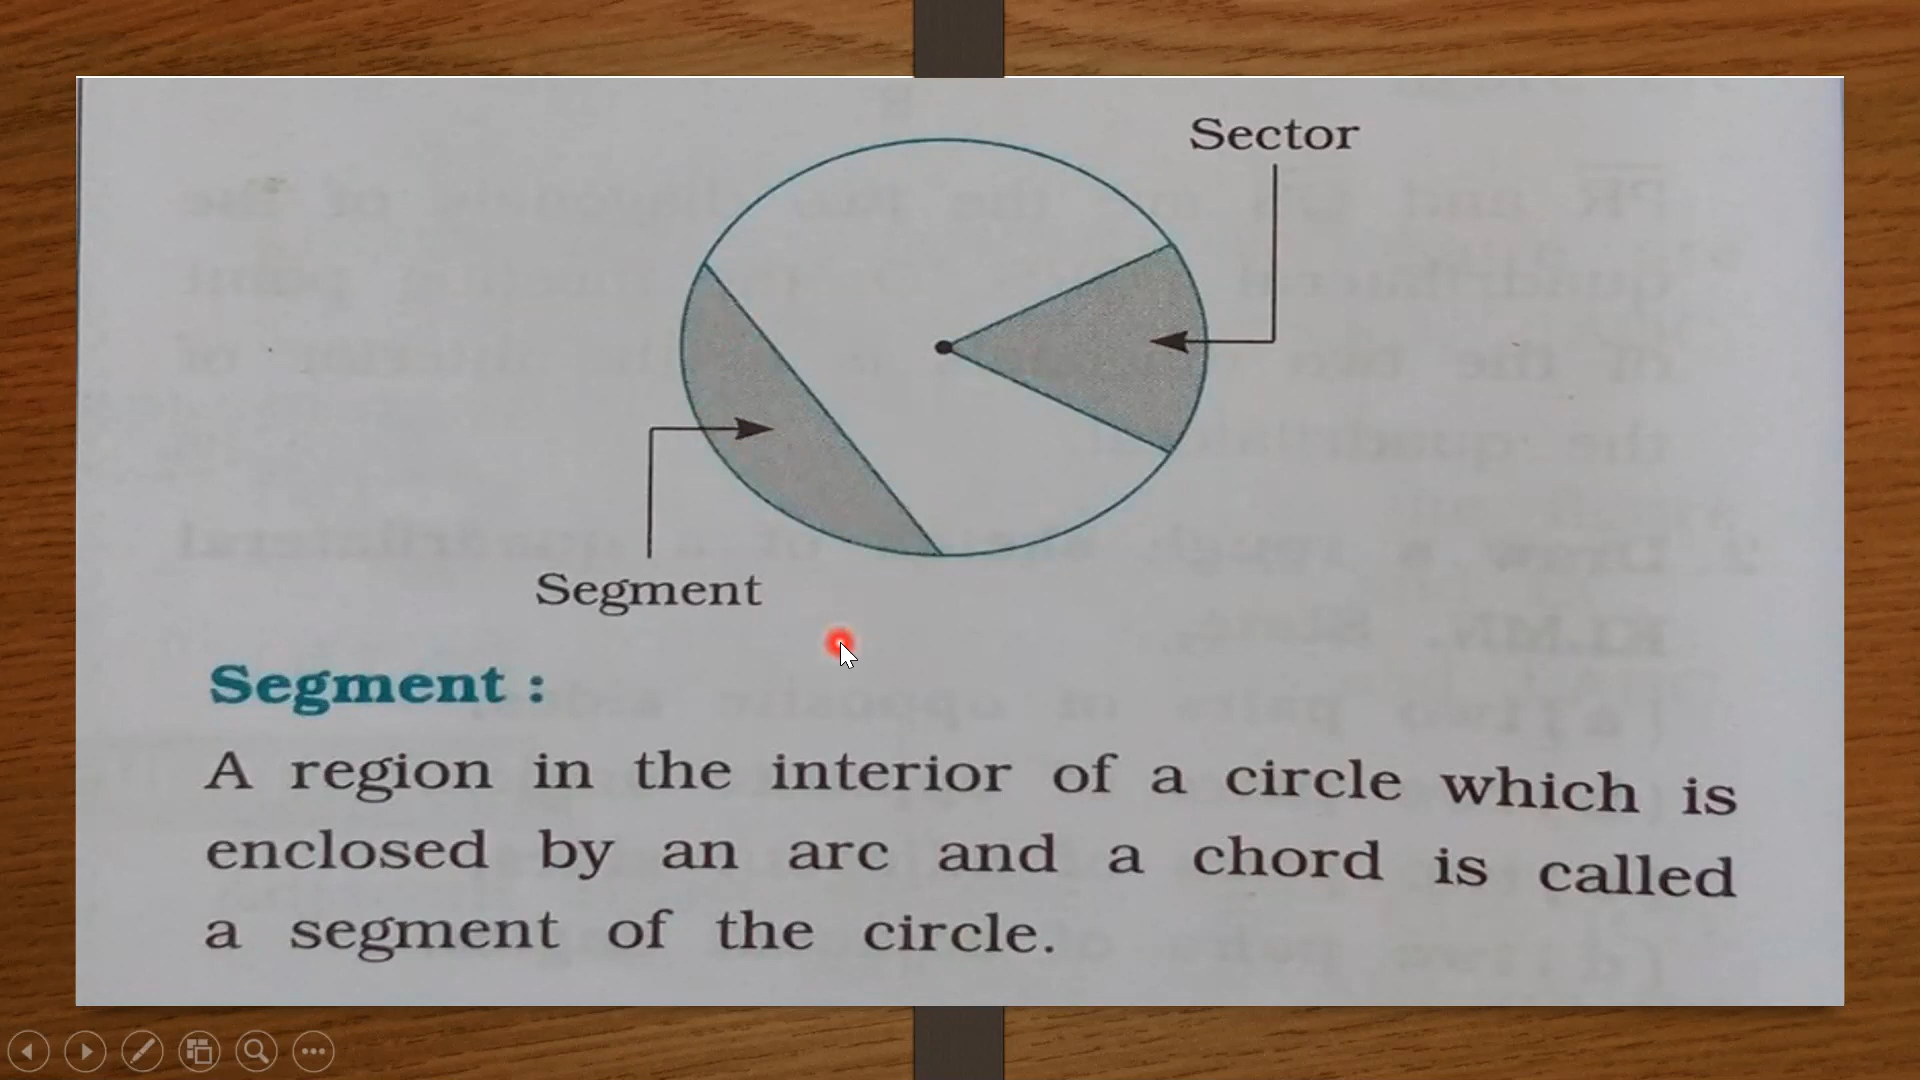 Sector
Segment
Segment :
A region in the interior of a circle which is
enclosed by an arc and a chord is called
a segment of the circle.